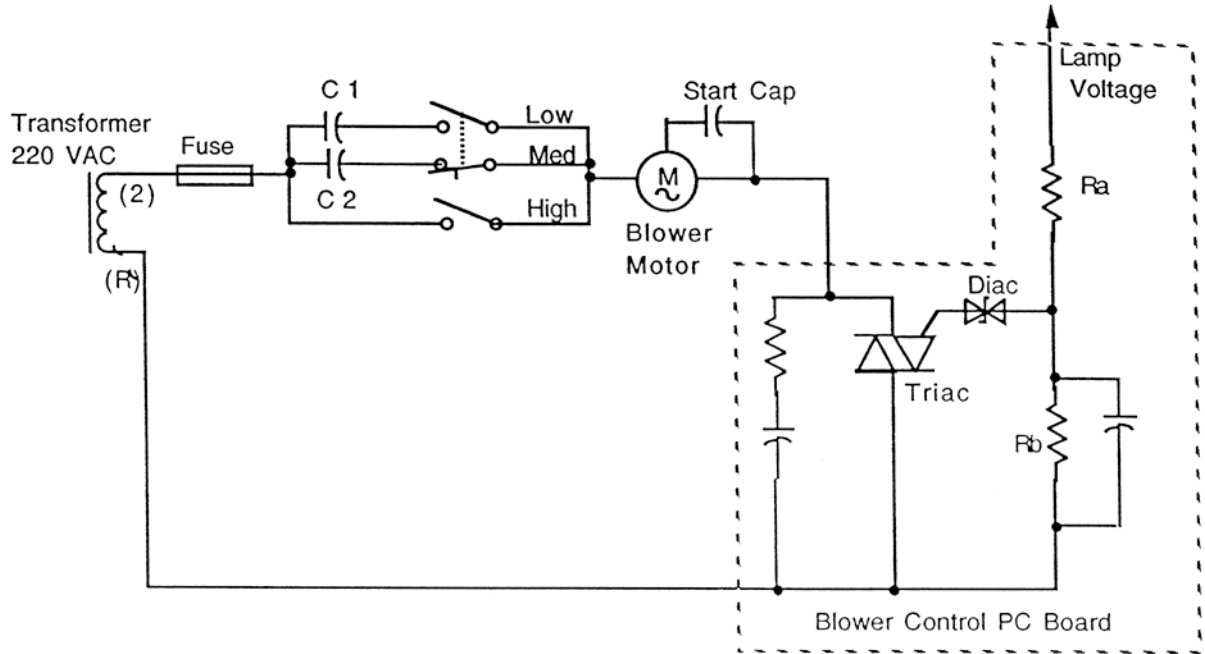 Lamp
Voltage
C 1
Start Cap
Low
Transformer
220 VAC
Fuse
Med
M
Ra
(2)
C 2
High
Blower
Motor
(R)
Diac
Triac
Rb
Blower Control PC Board